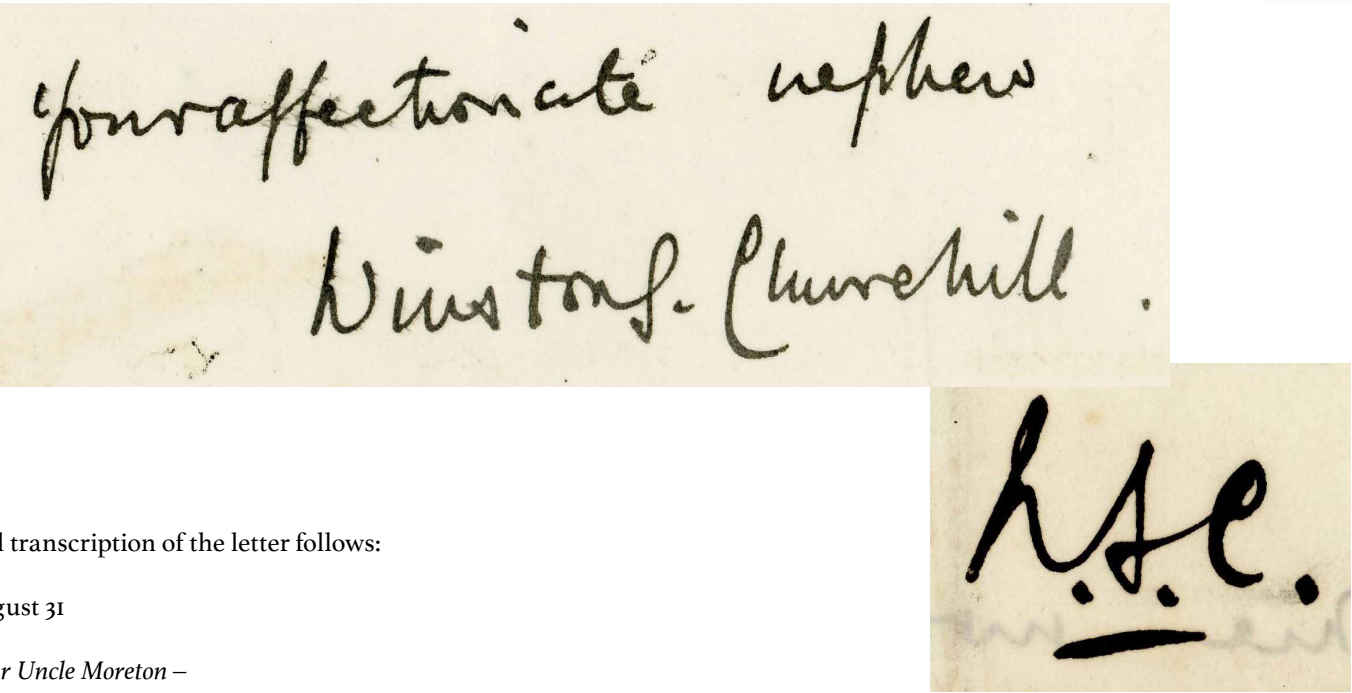 your affectionate nephew
Winston S. Churchill.
W.S.C.
l transcription of the letter follows:
gust 31
r Uncle Moreton –